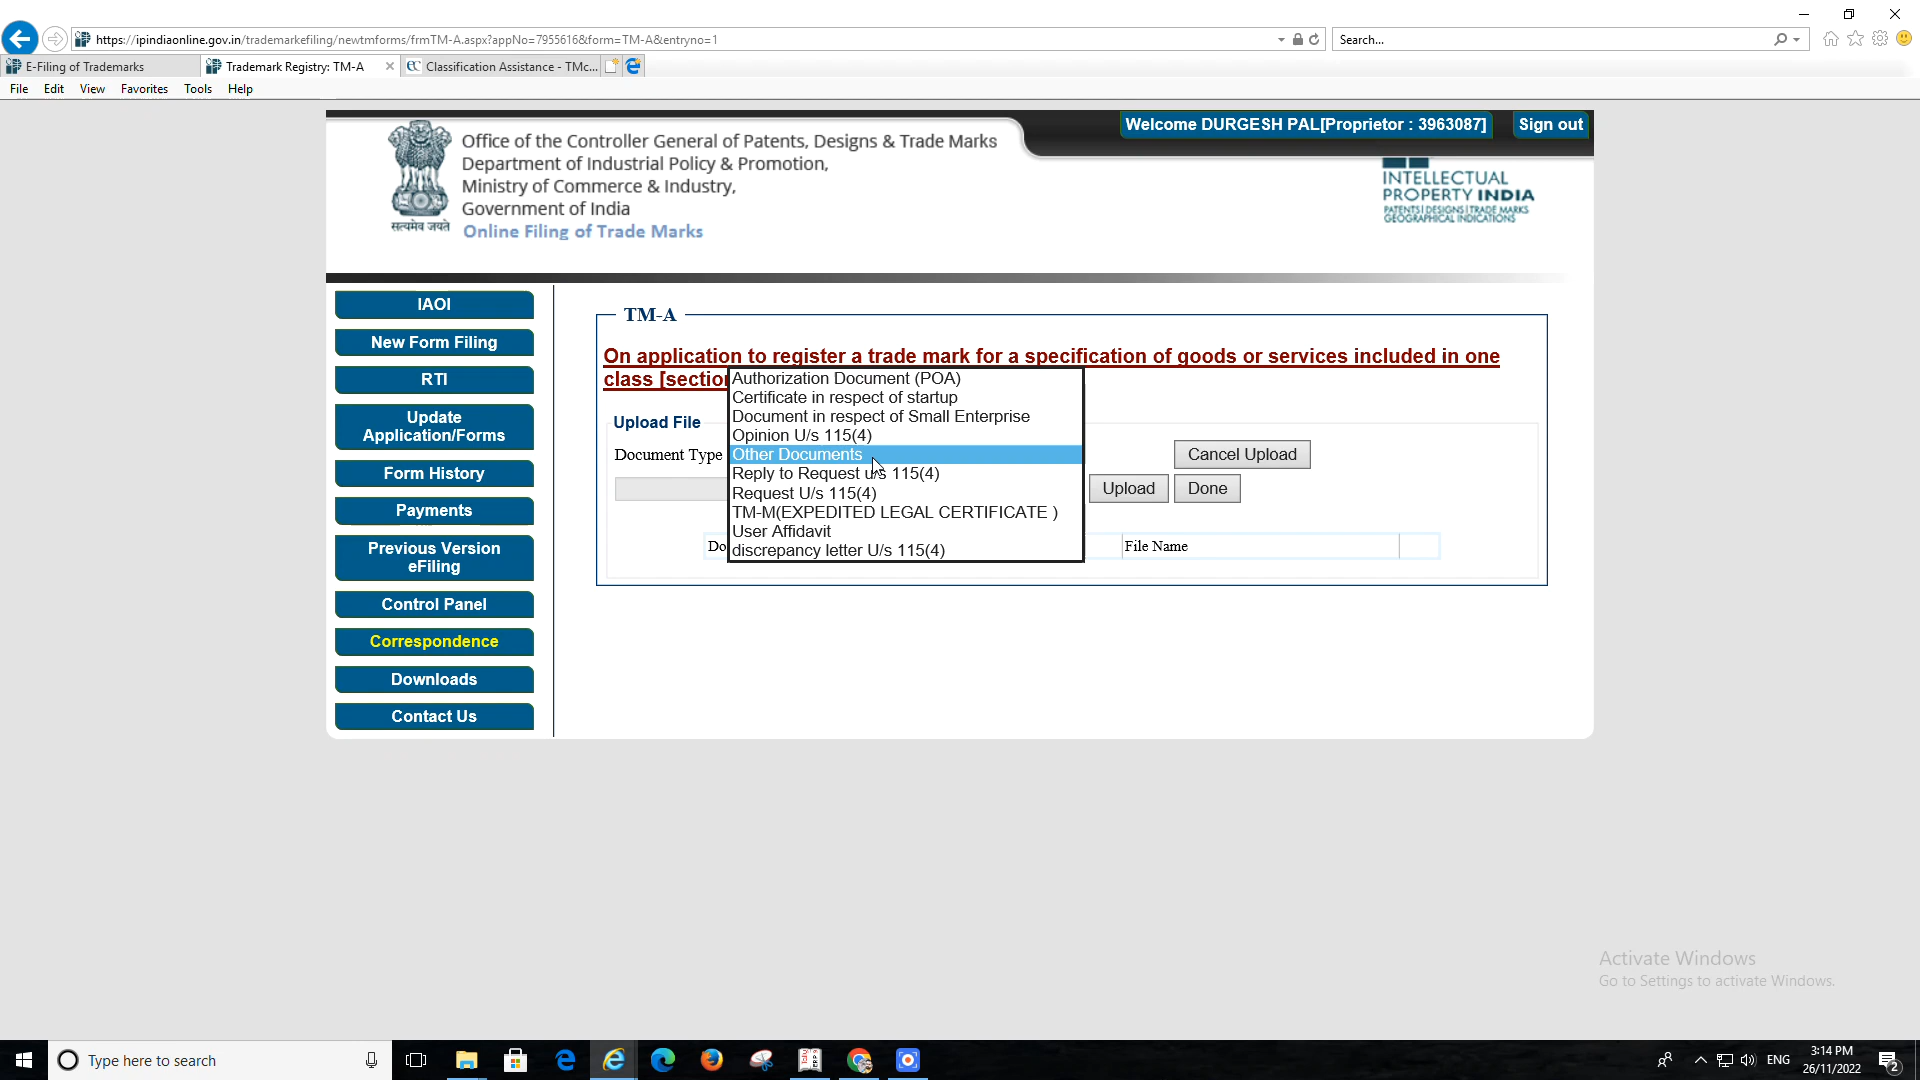 https://ipindiaonline.gov.in/trademarkefiling/newtmforms/frmTM-A.aspx?appNo=7955616&form=TM-A&entryno=1
Search...
E-Filing of Trademarks
Trademark Registry: TM-A
Classification Assistance - TMc...
File Edit View Favorites Tools Help
Welcome DURGESH PAL[Proprietor : 3963087]
Sign out
Office of the Controller General of Patents, Designs & Trade Marks
Department of Industrial Policy & Promotion,
Ministry of Commerce & Industry,
Government of India
सत्यमेव जयते
Online Filing of Trade Marks
INTELLECTUAL
PROPERTY INDIA
PATENTS | DESIGNS | TRADE MARKS
GEOGRAPHICAL INDICATIONS
IAOI
New Form Filing
RTI
Update
Application/Forms
Form History
Payments
Previous Version
eFiling
Control Panel
Correspondence
Downloads
Contact Us
TM-A
On application to register a trade mark for a specification of goods or services included in one
class [section
Upload File
Document Type
Authorization Document (POA)
Certificate in respect of startup
Document in respect of Small Enterprise
Opinion U/s 115(4)
Other Documents
Reply to Request u/s 115(4)
Request U/s 115(4)
TM-M(EXPEDITED LEGAL CERTIFICATE )
User Affidavit
discrepancy letter U/s 115(4)
Cancel Upload
Upload
Done
Do
File Name
Activate Windows
Go to Settings to activate Windows.
Type here to search
ENG
3:14 PM
26/11/2022
2